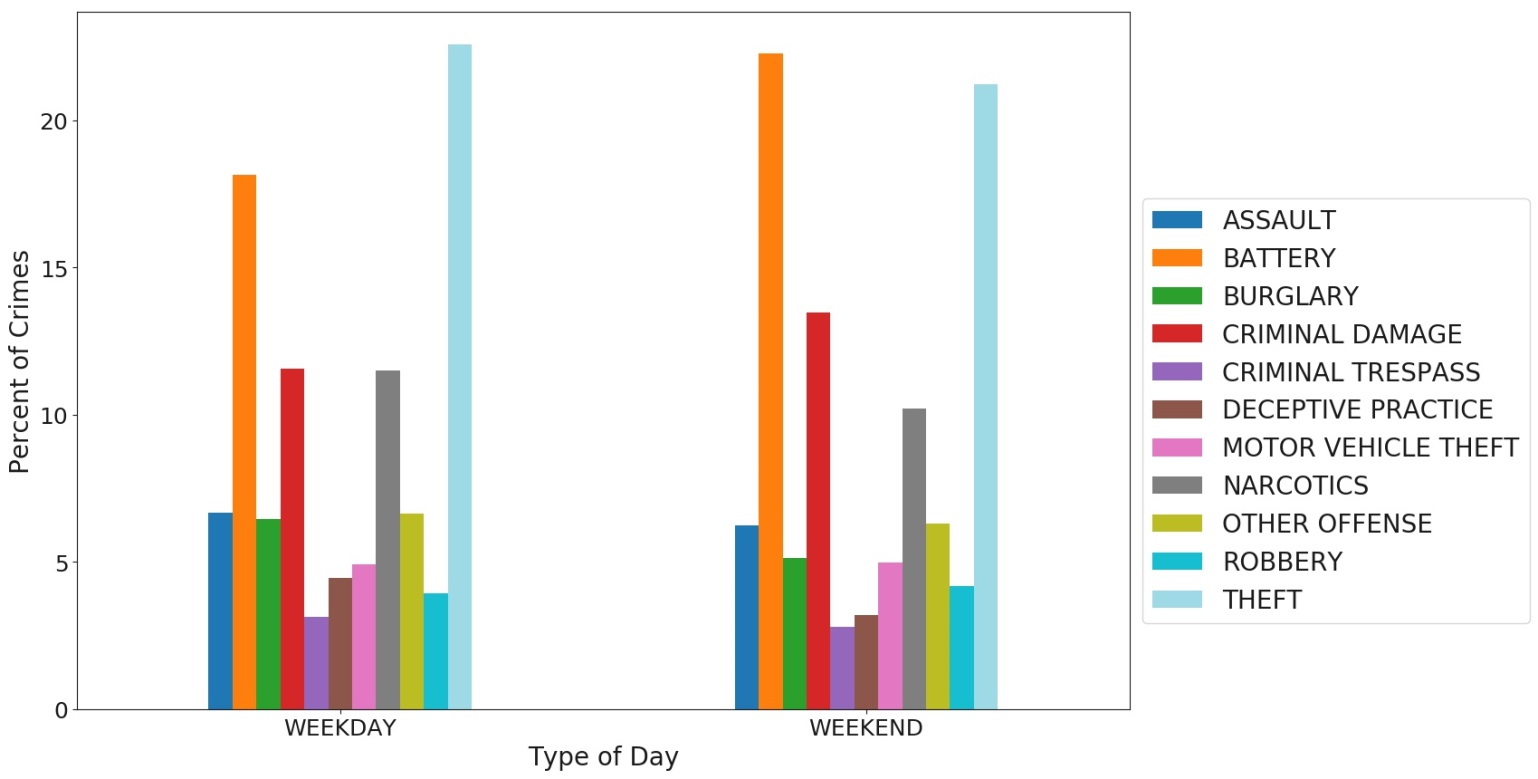 Percent of Crimes
20
15
10
5
0
WEEKDAY
WEEKEND
Type of Day
ASSAULT
BATTERY
BURGLARY
CRIMINAL DAMAGE
CRIMINAL TRESPASS
DECEPTIVE PRACTICE
MOTOR VEHICLE THEFT
NARCOTICS
OTHER OFFENSE
ROBBERY
THEFT